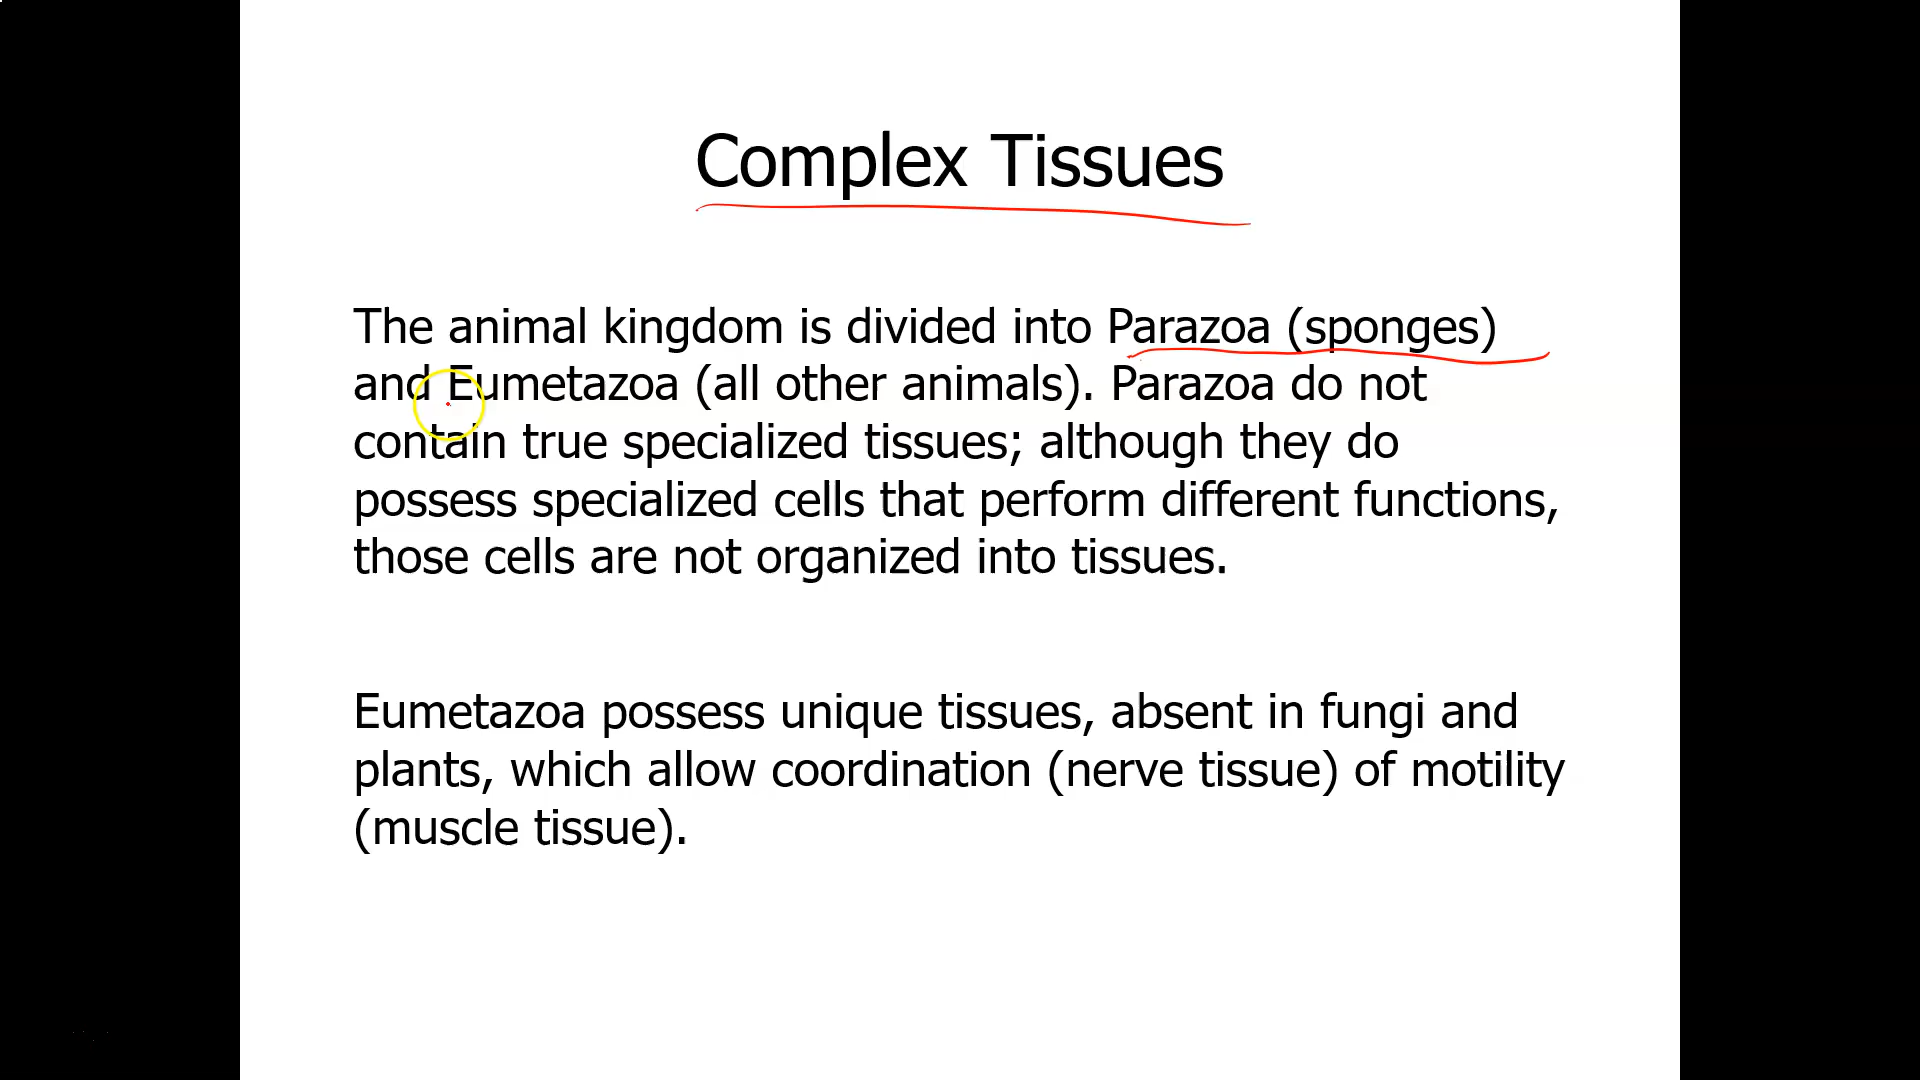 Complex Tissues
The animal kingdom is divided into Parazoa (sponges)
and Eumetazoa (all other animals). Parazoa do not
contain true specialized tissues; although they do
possess specialized cells that perform different functions,
those cells are not organized into tissues.
Eumetazoa possess unique tissues, absent in fungi and
plants, which allow coordination (nerve tissue) of motility
(muscle tissue).